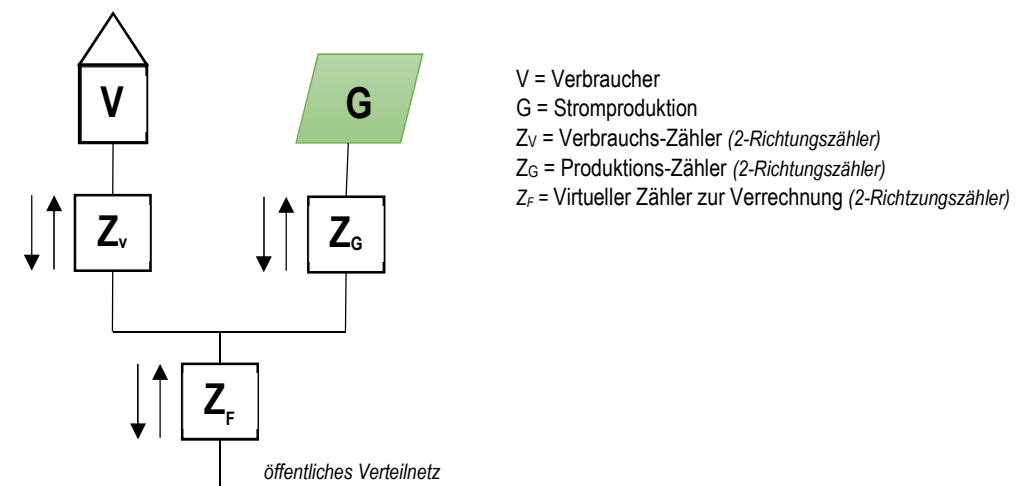 V
G
V = Verbraucher
G = Stromproduktion
ZV = Verbrauchs-Zähler (2-Richtungszähler)
ZG = Produktions-Zähler (2-Richtungszähler)
ZF = Virtueller Zähler zur Verrechnung (2-Richtzungszähler)
Zv
ZG
ZF
öffentliches Verteilnetz